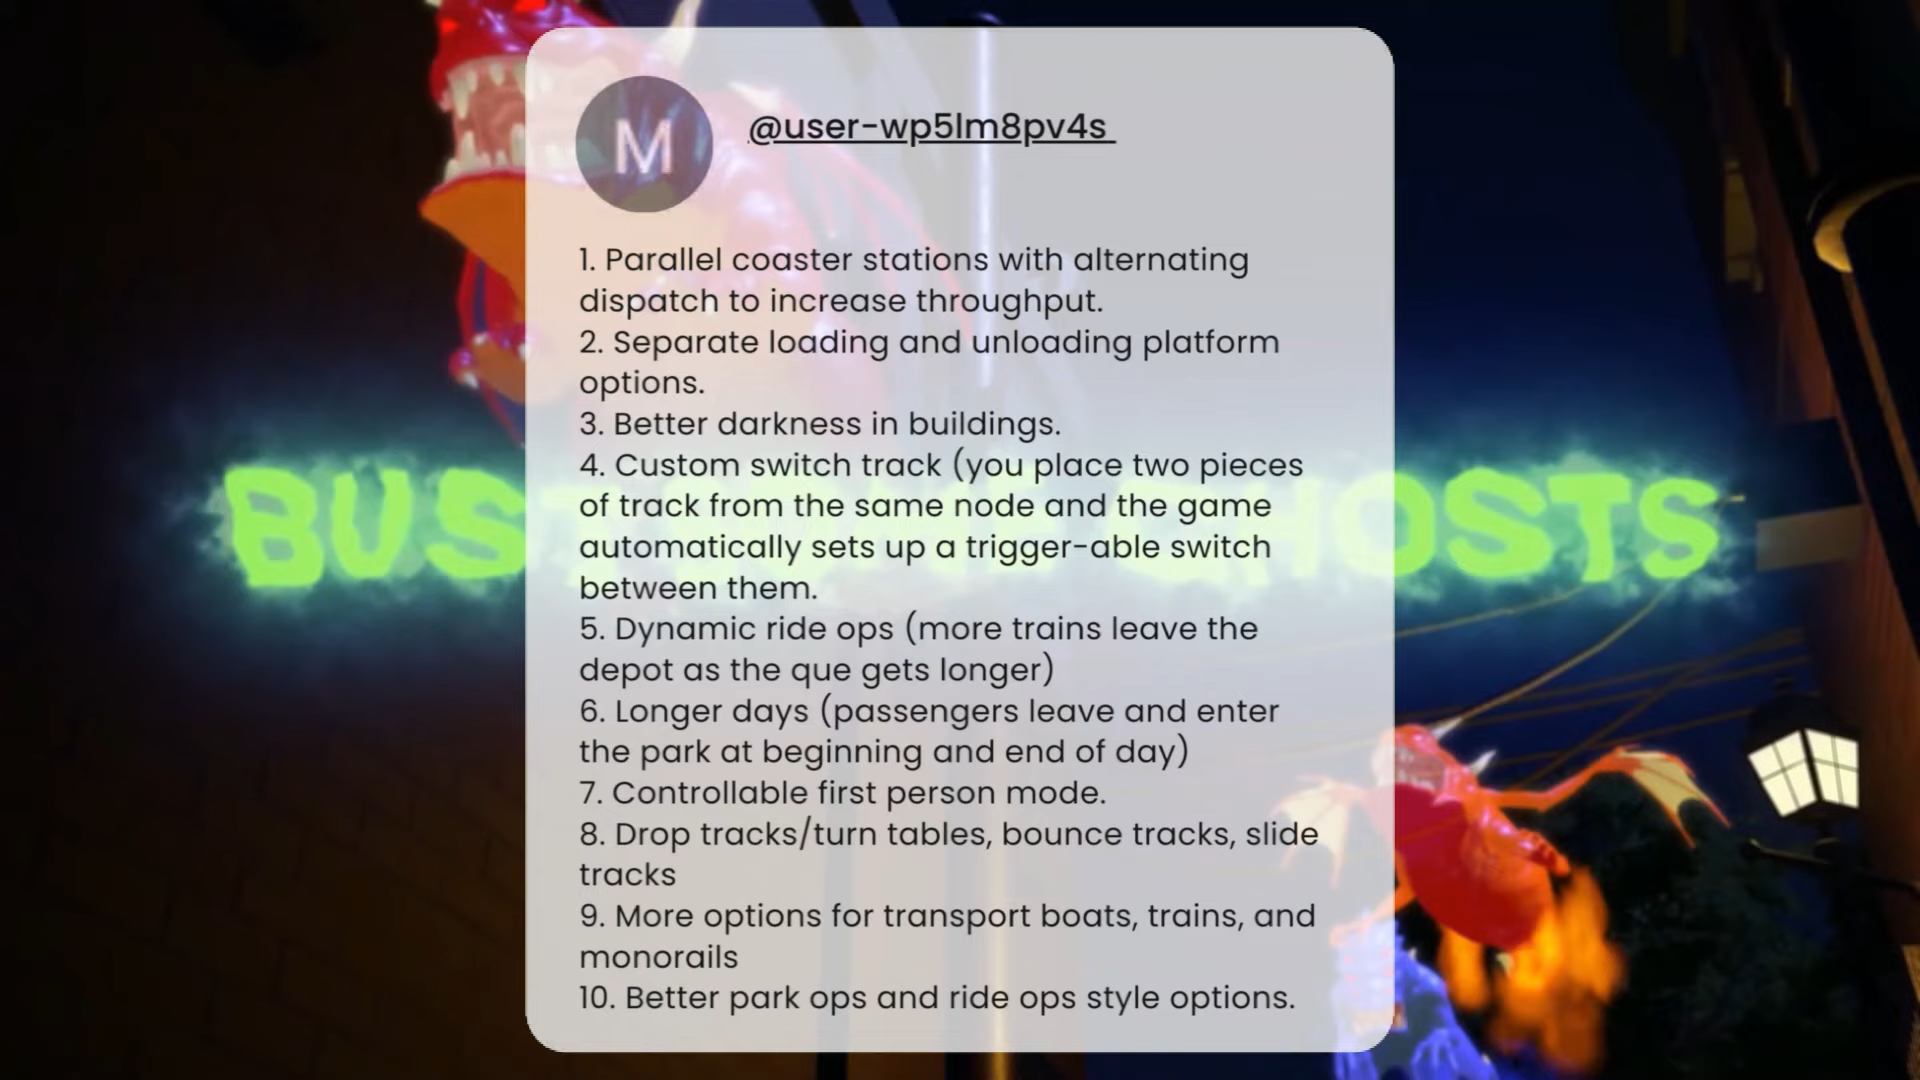 M
@user-wp5lm8pv4s
1. Parallel coaster stations with alternating
dispatch to increase throughput.
2. Separate loading and unloading platform
options.
3. Better darkness in buildings.
4. Custom switch track (you place two pieces
of track from the same node and the game
automatically sets up a trigger-able switch
between them.
5. Dynamic ride ops (more trains leave the
depot as the que gets longer)
6. Longer days (passengers leave and enter
the park at beginning and end of day)
7. Controllable first person mode.
8. Drop tracks/turn tables, bounce tracks, slide
tracks
9. More options for transport boats, trains, and
monorails
10. Better park ops and ride ops style options.
BUST GHOSTS